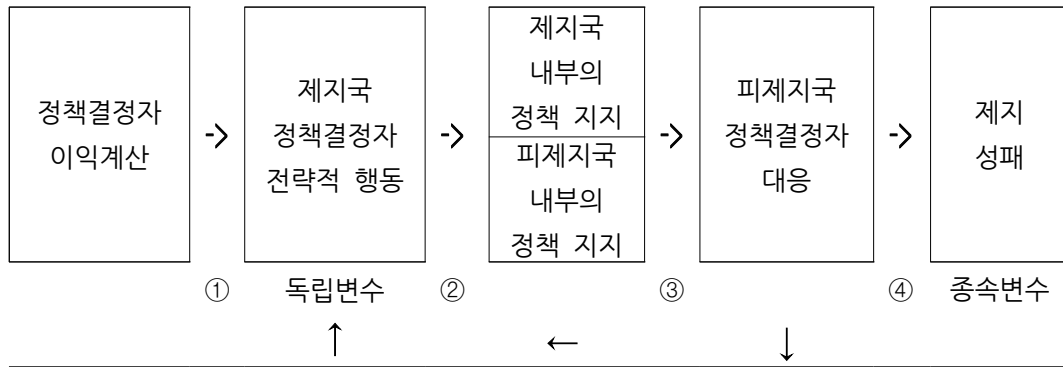 정책결정자
이익계산
->
제지국
정책결정자
전략적 행동
->
제지국
내부의
정책 지지
피제지국
내부의
정책 지지
->
피제지국
정책결정자
대응
->
제지
성패
① 독립변수 ② ③ ④ 종속변수
↑ ← ↓